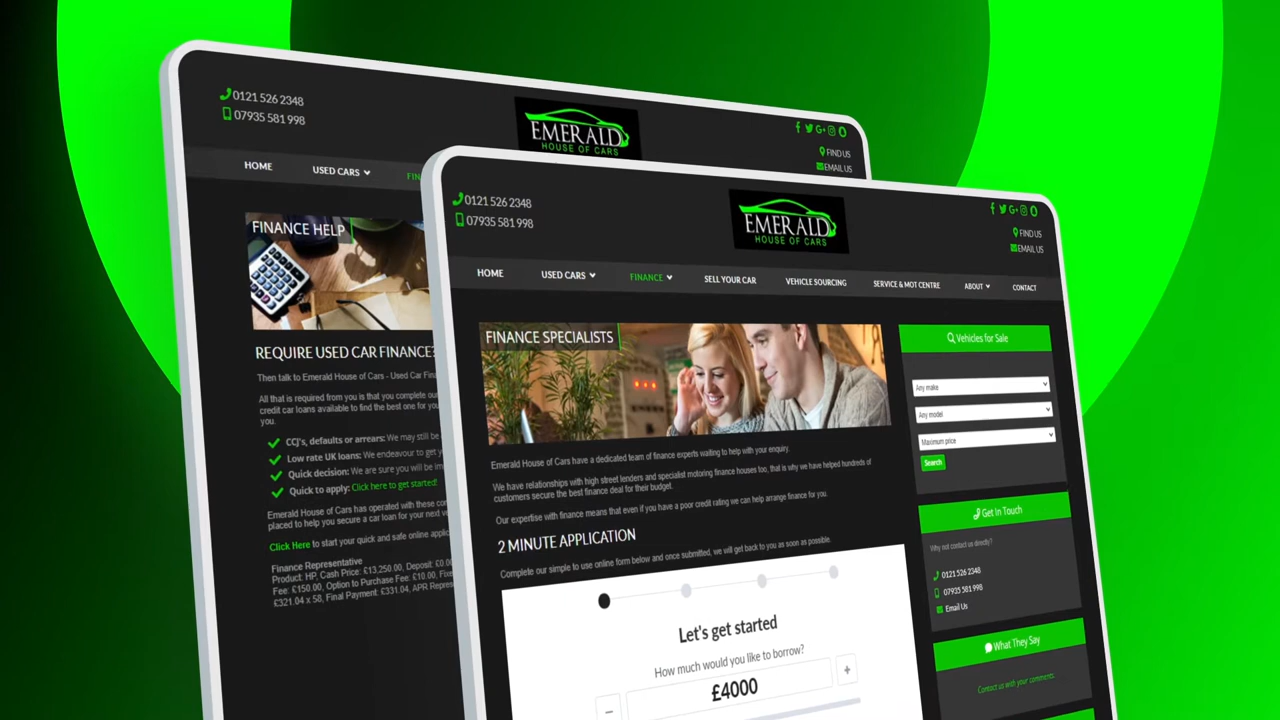 0121 526 2348
07935 581 998
EMERALD
HOUSE OF CARS
FIND US
EMAIL US
HOME
USED CARS
FINANCE HELP
REQUIRE USED CAR FINANCE?
Then talk to Emerald House of Cars - Used Car
All that is required from you is that you complete
credit car loans available to find the best one for
you.
CCJ's, defaults or arrears: We may still be
Low rate UK loans: We endeavour to get
Quick decision: We are sure you will be
Quick to apply: Click here to get started!
Emerald House of Cars has operated with these
placed to help you secure a car loan for your next
Click Here to start your quick and safe online
Finance Representative
Product: HP, Cash Price: £13,250.00, Deposit:
Fee: £150.00, Option to Purchase Fee: £10.00,
£321.04 x 58, Final Payment: £331.04, APR
0121 526 2348
07935 581 998
EMERALD
HOUSE OF CARS
FIND US
EMAIL US
HOME
USED CARS
FINANCE
SELL YOUR CAR
VEHICLE SOURCING
SERVICE & MOT CENTRE
ABOUT
CONTACT
FINANCE SPECIALISTS
Emerald House of Cars have a dedicated team of finance experts waiting to help with your enquiry.
We have relationships with high street lenders and specialist motoring finance houses too, that is why we have helped hundreds of
customers secure the best finance deal for their budget.
Our expertise with finance means that even if you have a poor credit rating we can help arrange finance for you.
2 MINUTE APPLICATION
Complete our simple to use online form below and once submitted, we will get back to you as soon as possible.
Let's get started
How much would you like to borrow?
£4000
Vehicles for Sale
Any make
Any model
Maximum price
Search
Get In Touch
Why not contact us directly?
0121 526 2348
07935 581 998
Email Us
What They Say
Contact us with your comments.